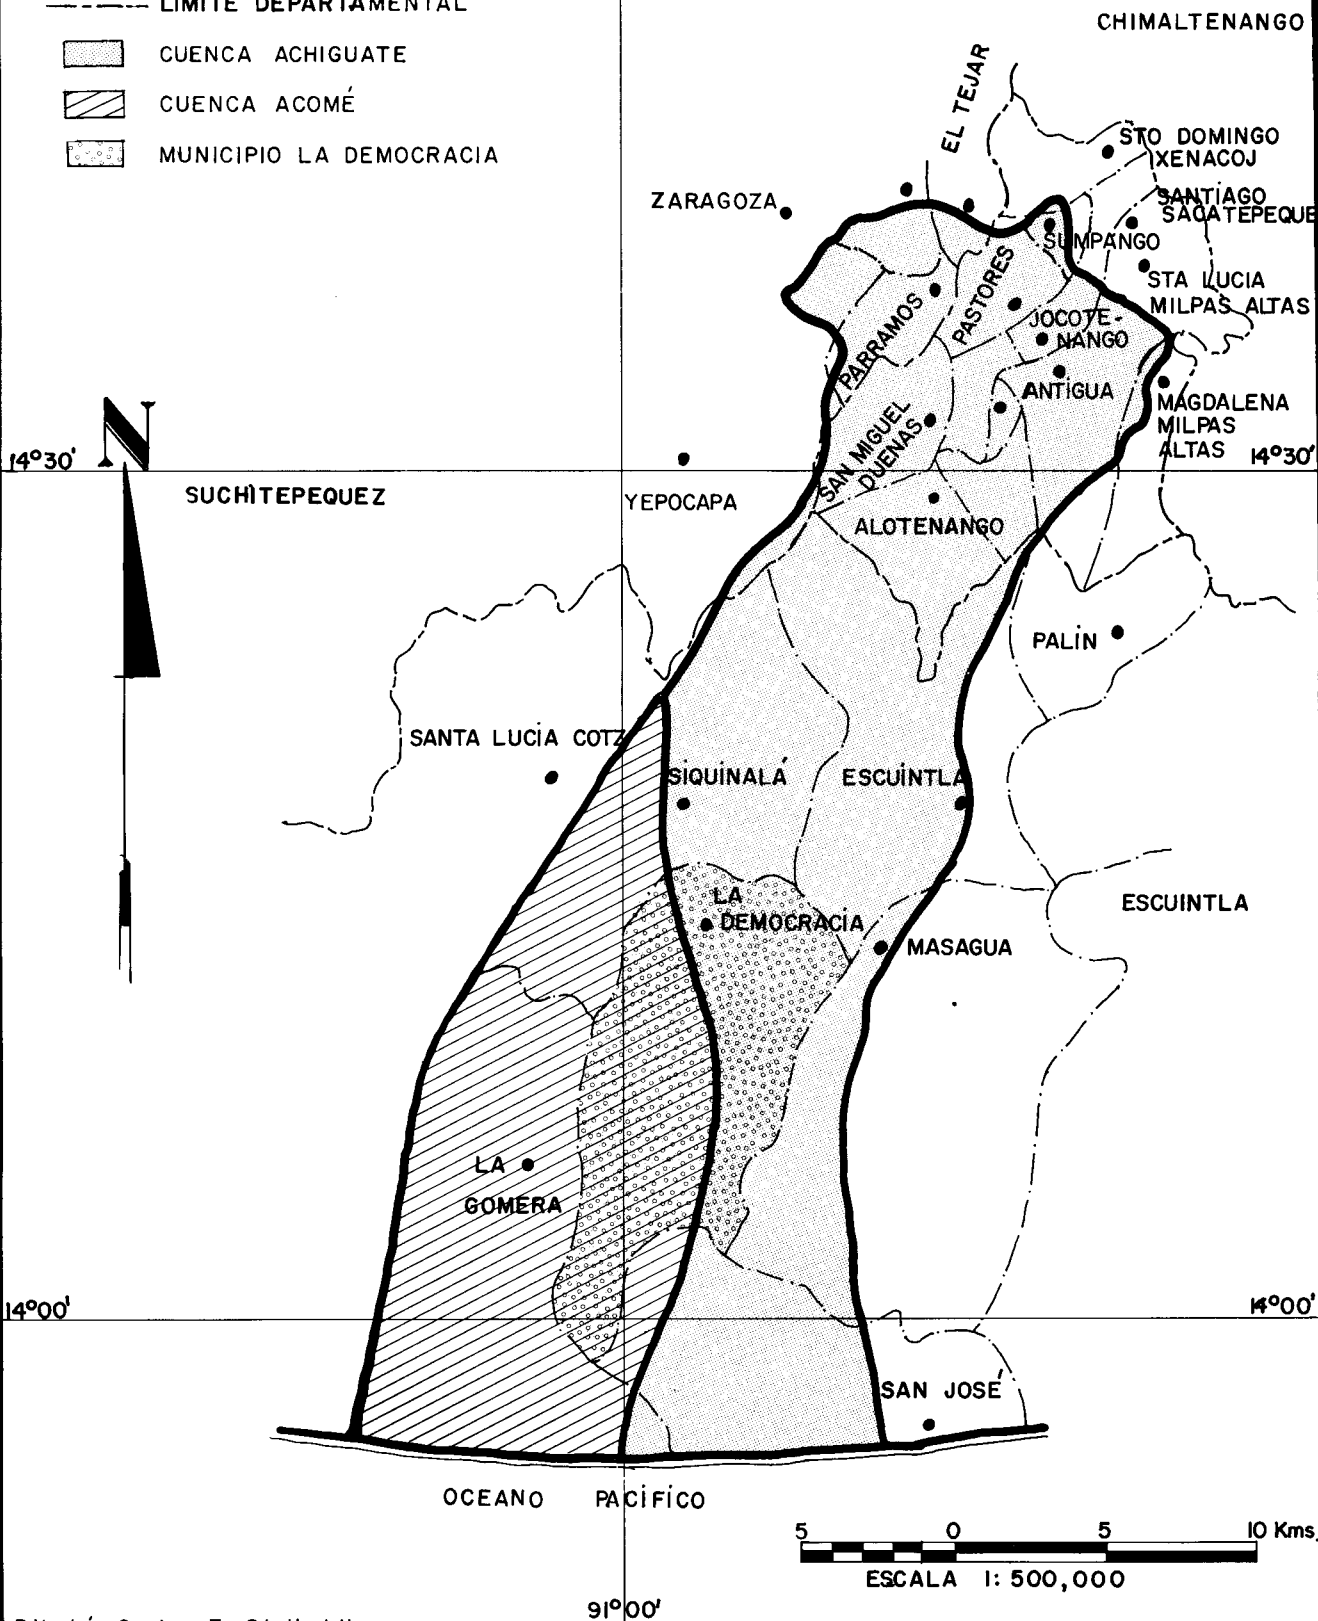 LIMITE DEPARTAMENTAL
CHIMALTENANGO
CUENCA ACHIGUATE
CUENCA ACOMÉ
MUNICIPIO LA DEMOCRACIA
EL TEJAR
STO DOMINGO
XENACOJ
ZARAGOZA
SANTIAGO
SACATEPEQUE
SUMPANGO
STA LUCIA
MILPAS ALTAS
PARRAMOS
PASTORES
JOCOTE-
NANGO
ANTIGUA
MAGDALENA
MILPAS
ALTAS
SAN MIGUEL
DUENAS
N
14°30'
14°30'
SUCHITEPEQUEZ
YEPOCAPA
ALOTENANGO
PALIN
SANTA LUCIA COTZ
SIQUINALÁ
ESCUINTLA
LA
DEMOCRACIA
ESCUINTLA
MASAGUA
LA
GOMERA
14°00'
14°00'
SAN JOSÉ
OCEANO PACIFICO
5 0 5 10 Kms.
ESCALA 1:500,000
91°00'